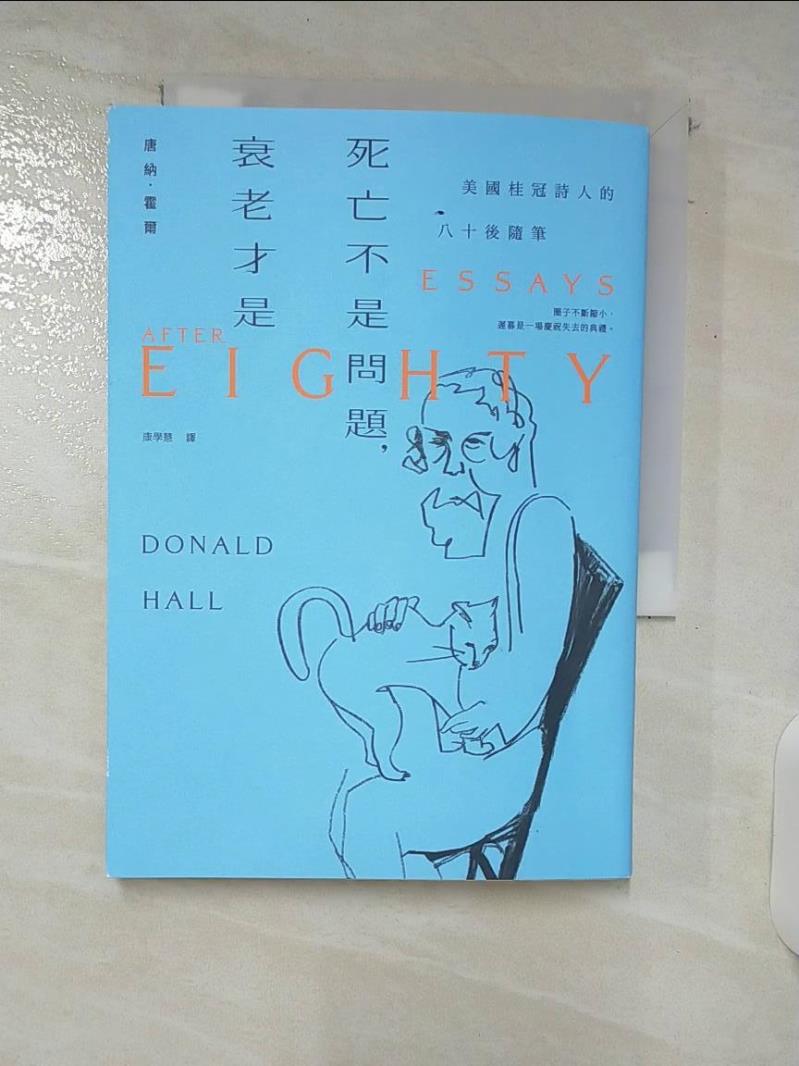 死亡不是問題，
衰老才是
唐納·霍爾
美國桂冠詩人的
八十後隨筆
ESSAYS
AFTER
EIGHTY
圈子不斷縮小，
遲暮是一場慶祝失去的典禮。
康學慧 譯
DONALD
HALL